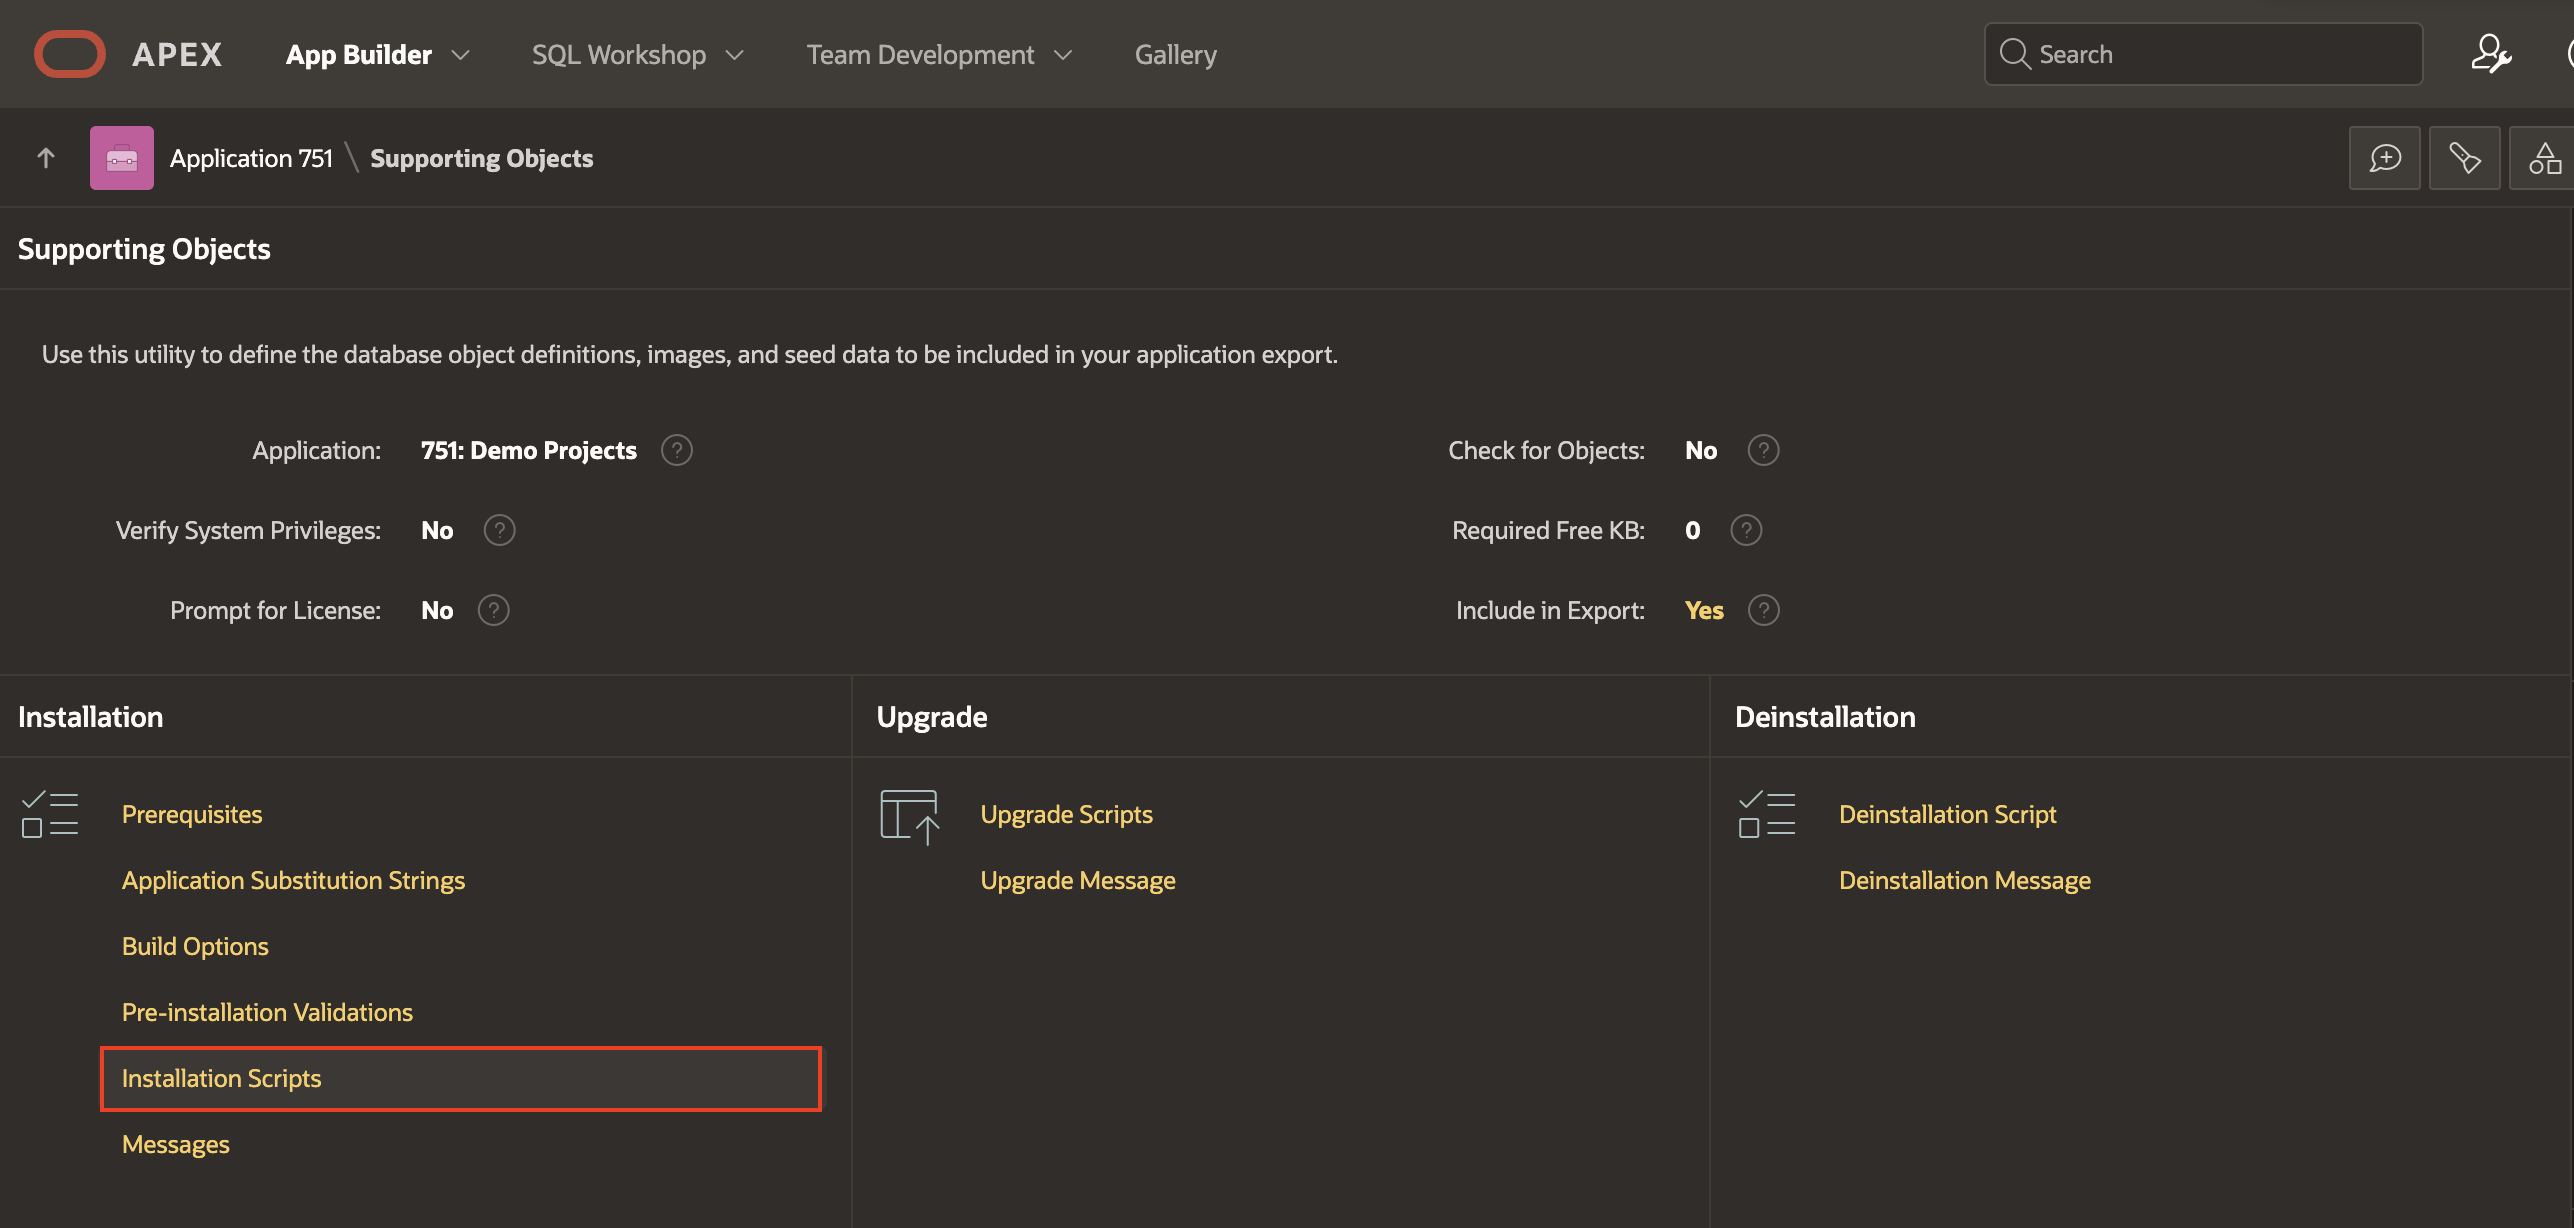 APEX App Builder SQL Workshop Team Development Gallery Search
Application 751 \ Supporting Objects
Supporting Objects
Use this utility to define the database object definitions, images, and seed data to be included in your application export.
Application: 751: Demo Projects ? Check for Objects: No ?
Verify System Privileges: No ? Required Free KB: 0 ?
Prompt for License: No ? Include in Export: Yes ?
Installation
Prerequisites
Application Substitution Strings
Build Options
Pre-installation Validations
Installation Scripts
Messages
Upgrade
Upgrade Scripts
Upgrade Message
Deinstallation
Deinstallation Script
Deinstallation Message